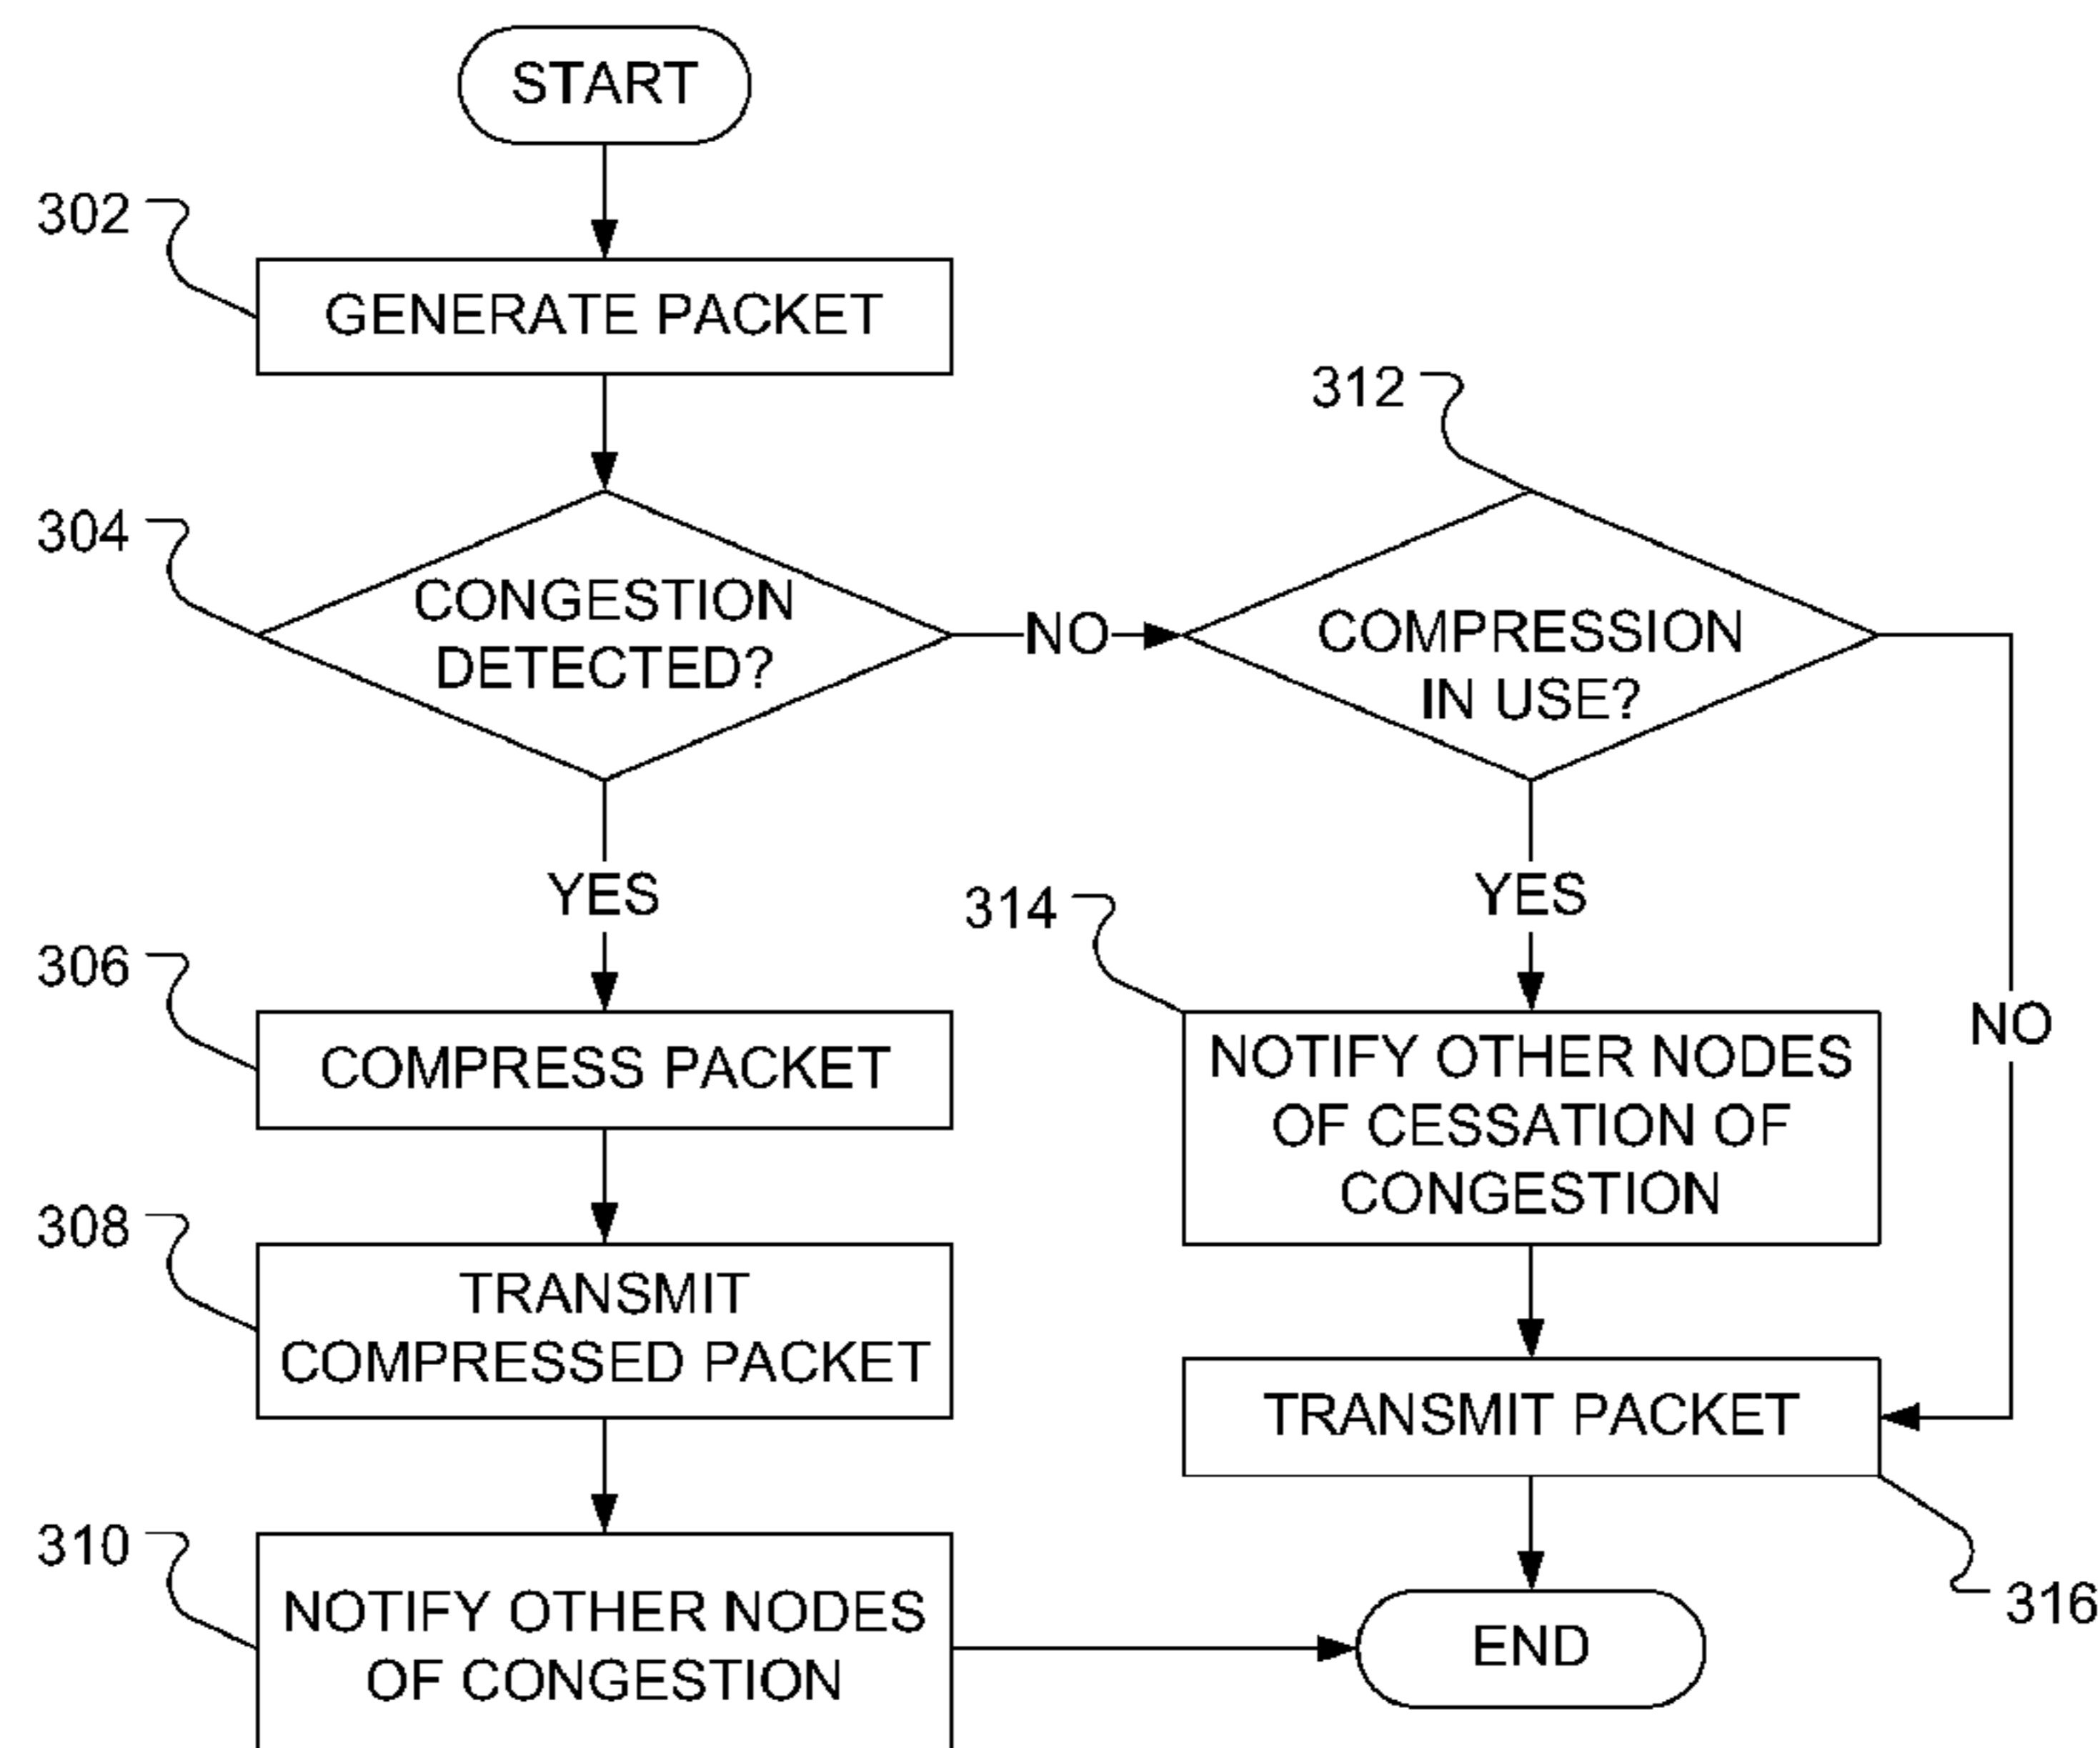 START
302
GENERATE PACKET
304
CONGESTION
DETECTED?
NO
312
COMPRESSION
IN USE?
NO
YES
306
COMPRESS PACKET
308
TRANSMIT
COMPRESSED PACKET
310
NOTIFY OTHER NODES
OF CONGESTION
YES
314
NOTIFY OTHER NODES
OF CESSATION OF
CONGESTION
TRANSMIT PACKET
316
END